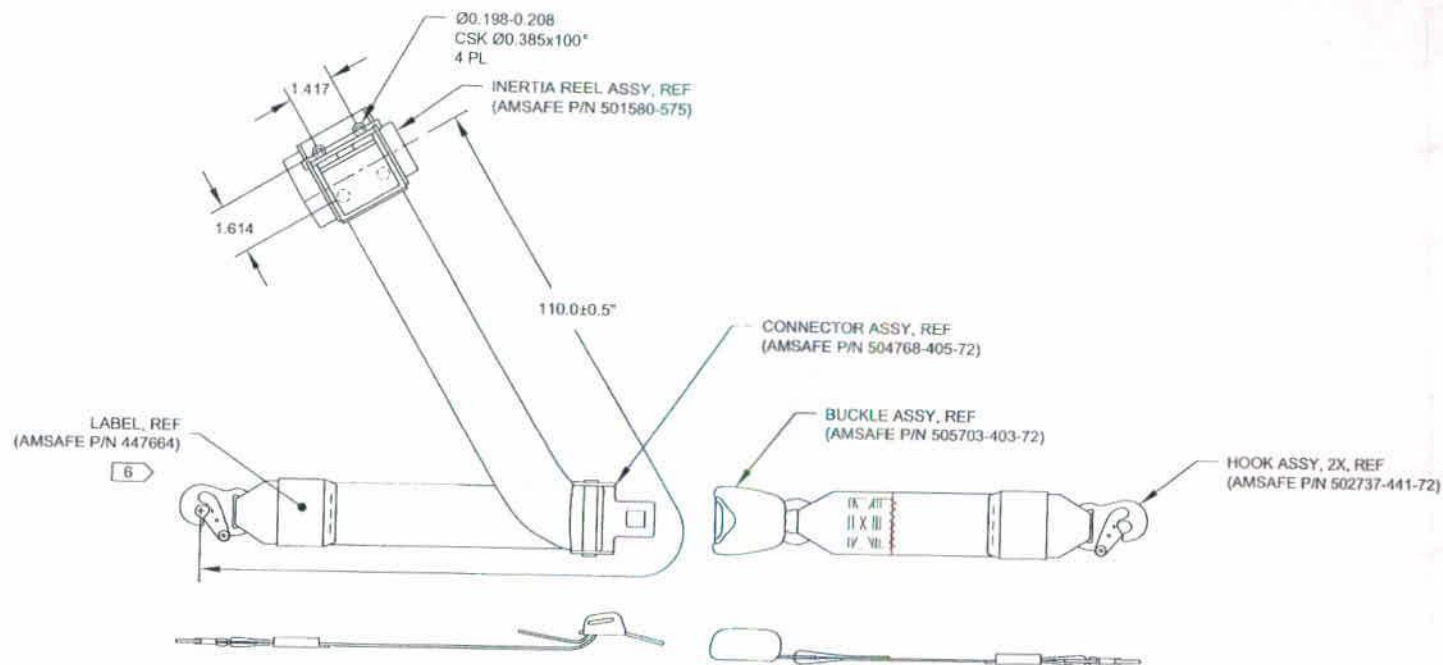 Ø0.198-0.208
CSK Ø0.385x100°
4 PL
1.417
INERTIA REEL ASSY, REF
(AMSAFE P/N 501580-575)
1.614
110.0±0.5"
CONNECTOR ASSY, REF
(AMSAFE P/N 504768-405-72)
LABEL, REF
(AMSAFE P/N 447664)
6
BUCKLE ASSY, REF
(AMSAFE P/N 505703-403-72)
HOOK ASSY, 2X, REF
(AMSAFE P/N 502737-441-72)